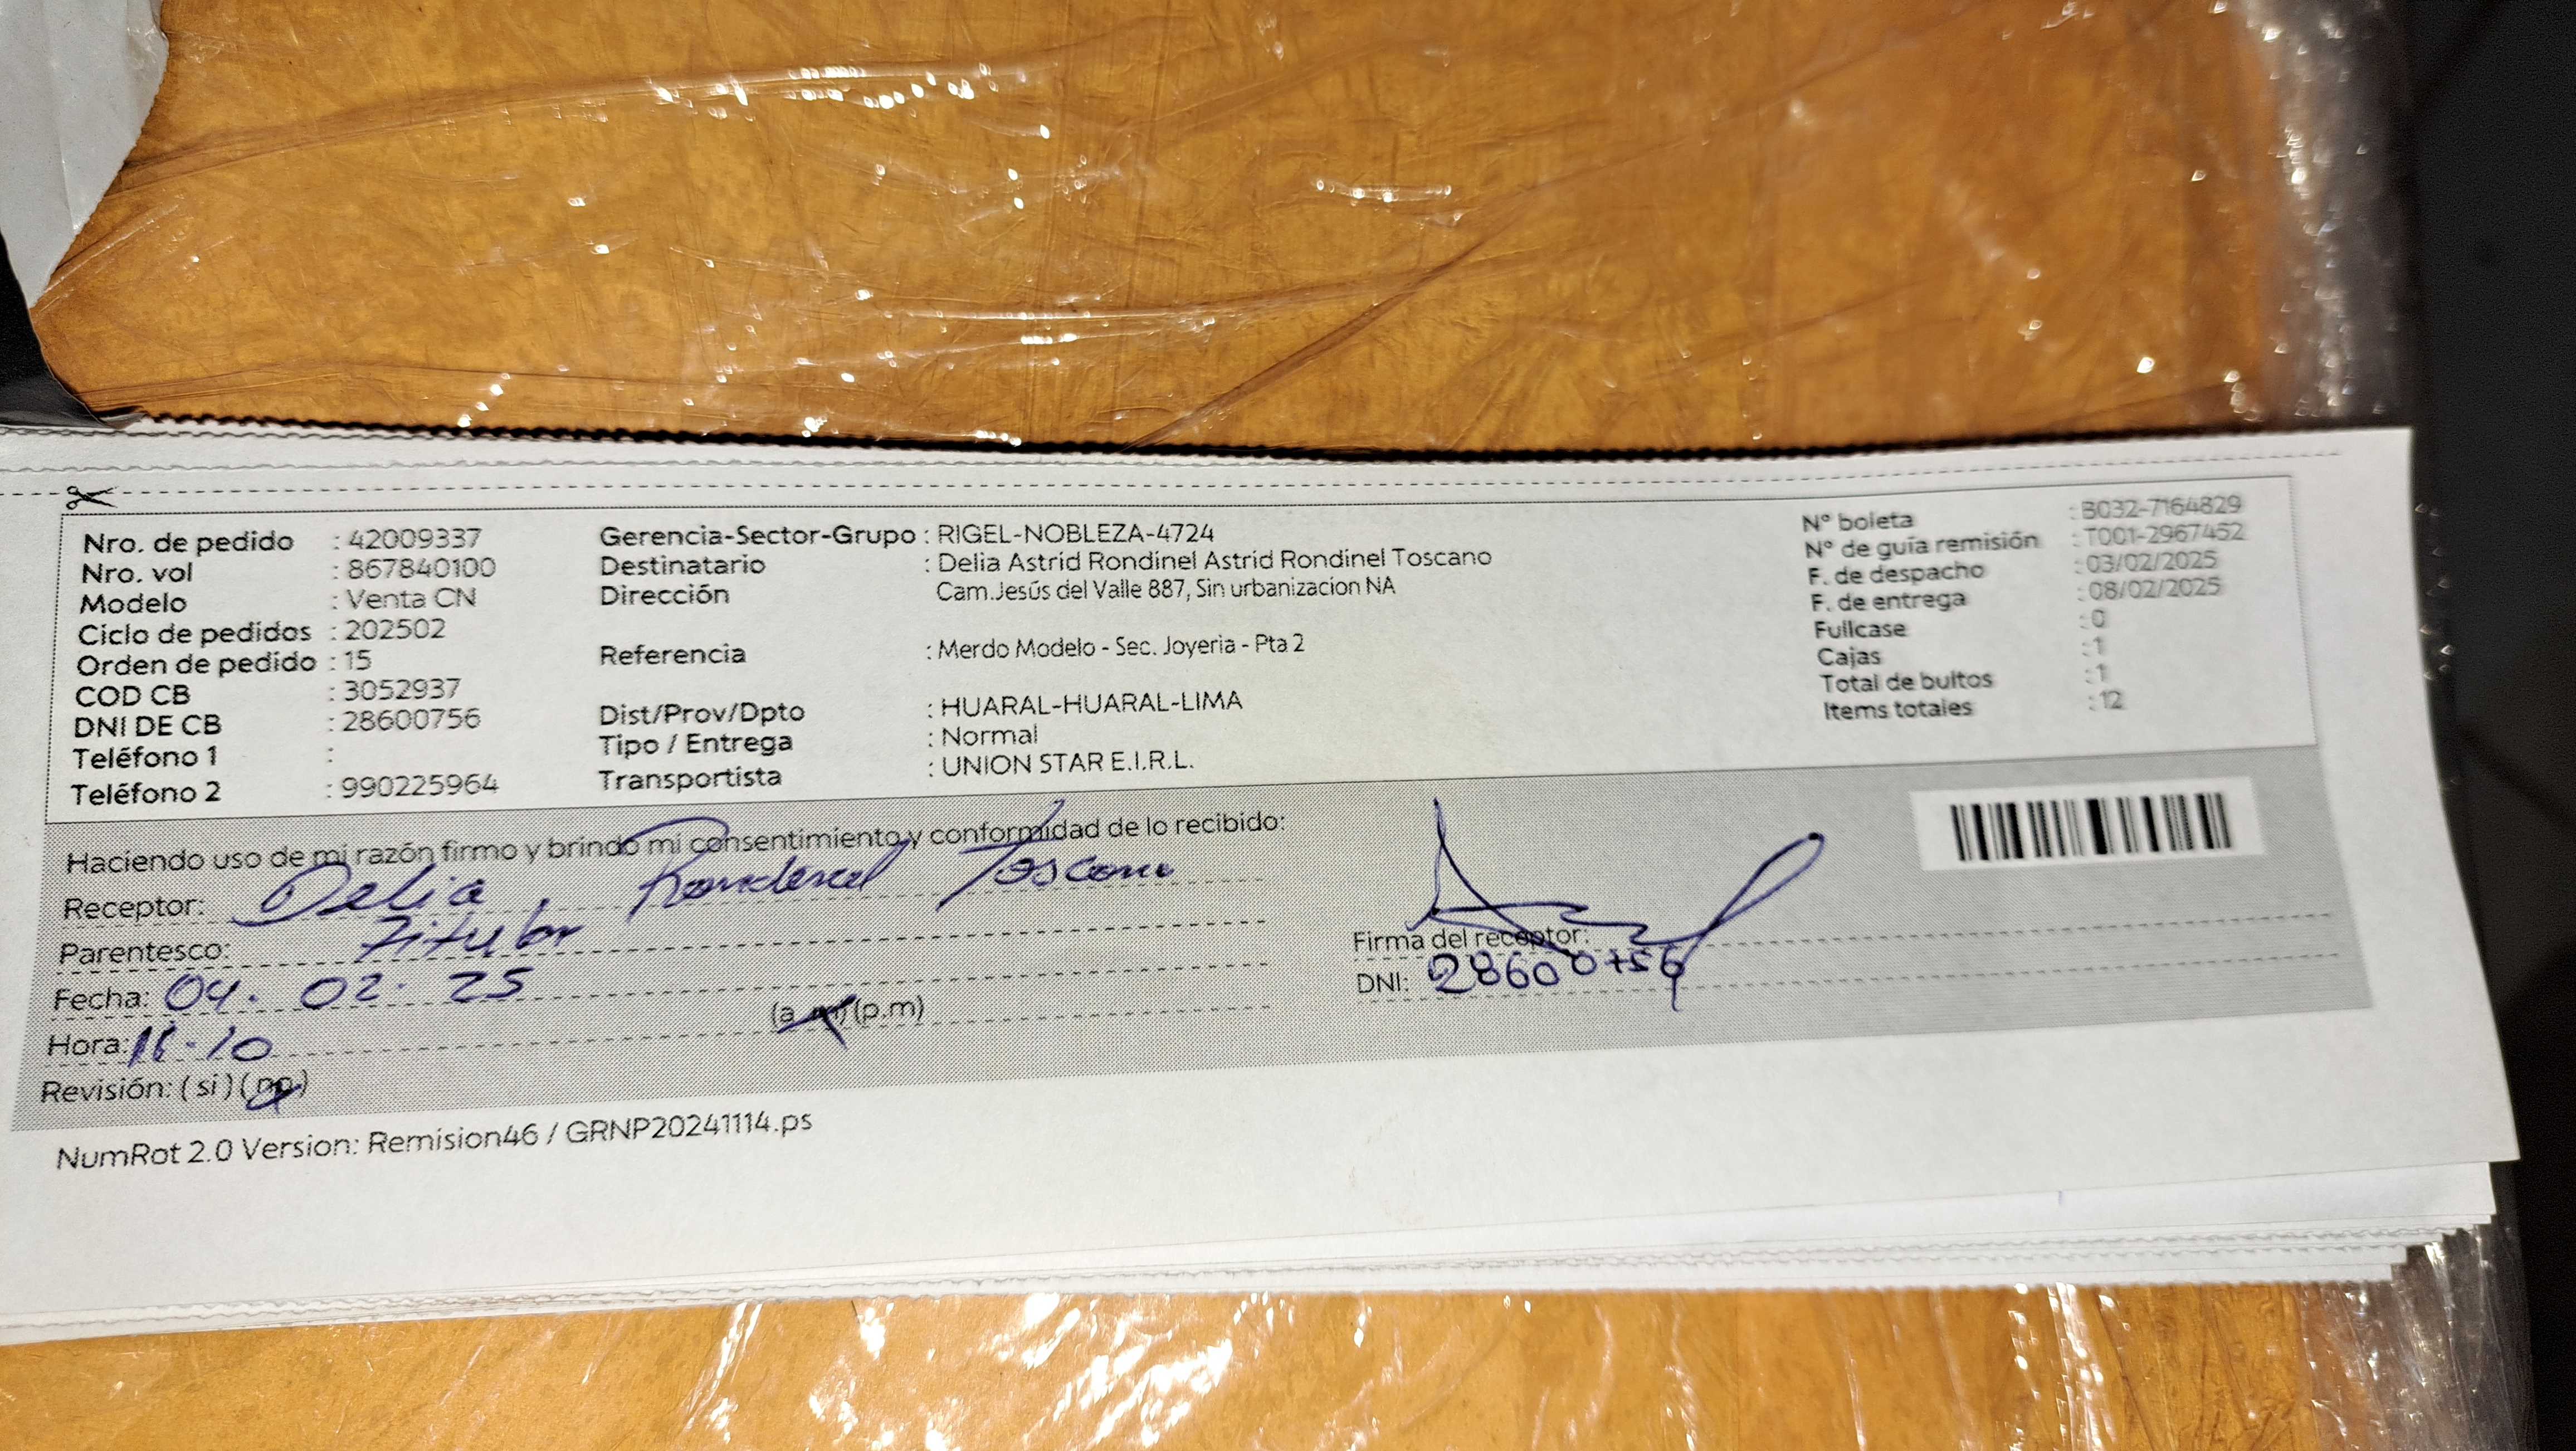 Nro. de pedido : 42009337
Nro. vol : 867840100
Modelo : Venta CN
Ciclo de pedidos : 202502
Orden de pedido : 15
COD CB : 3052937
DNI DE CB : 28600756
Teléfono 1 :
Teléfono 2 : 990225964
Gerencia-Sector-Grupo : RIGEL-NOBLEZA-4724
Destinatario : Delia Astrid Rondinel Astrid Rondinel Toscano
Dirección Cam.Jesús del Valle 887, Sin urbanizacion NA
Referencia : Merdo Modelo - Sec. Joyeria - Pta 2
Dist/Prov/Dpto : HUARAL-HUARAL-LIMA
Tipo / Entrega : Normal
Transportista : UNION STAR E.I.R.L.
N° boleta : B032-7164829
N° de guía remisión : T001-2967452
F. de despacho : 03/02/2025
F. de entrega : 08/02/2025
Fullcase : 0
Cajas : 1
Total de bultos : 1
Items totales : 12
Haciendo uso de mi razón firmo y brindo mi consentimiento y conformidad de lo recibido:
Receptor: Delia Rondinel Toscano
Parentesco: Titular
Fecha: 04. 02. 25
Hora: (a.m) (p.m)
Revisión: ( si ) ( no )
Firma del receptor:
DNI: 28600756
NumRot 2.0 Version: Remision46 / GRNP20241114.ps